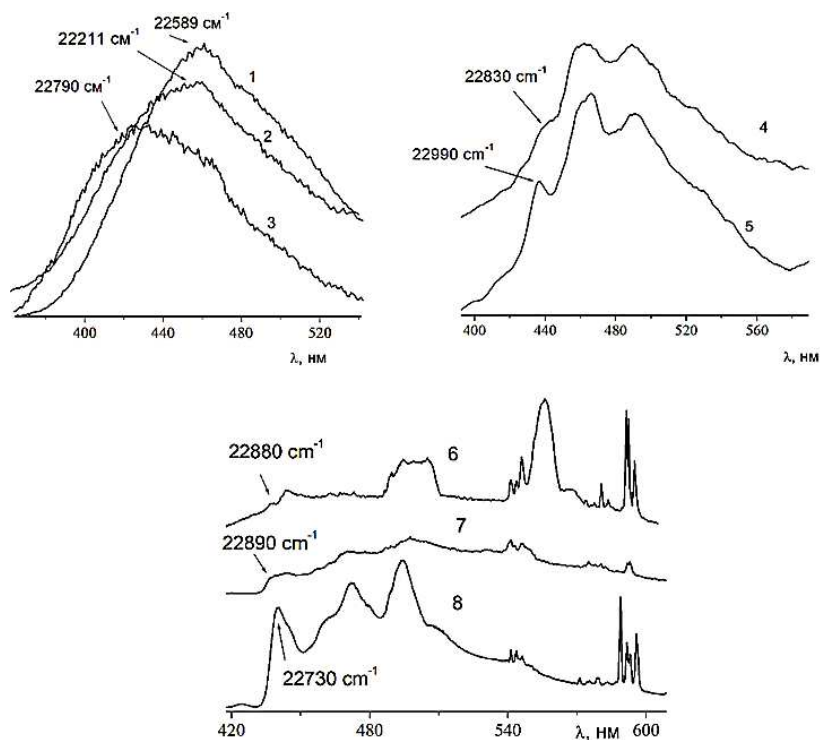 22589 см-1
22211 см-1
22790 см-1
1
2
3
400 440 480 520
λ, нм
22830 cm-1
22990 cm-1
4
5
400 440 480 520 560
λ, нм
22880 cm-1
6
22890 cm-1
7
8
22730 cm-1
420 480 540 600
λ, нм